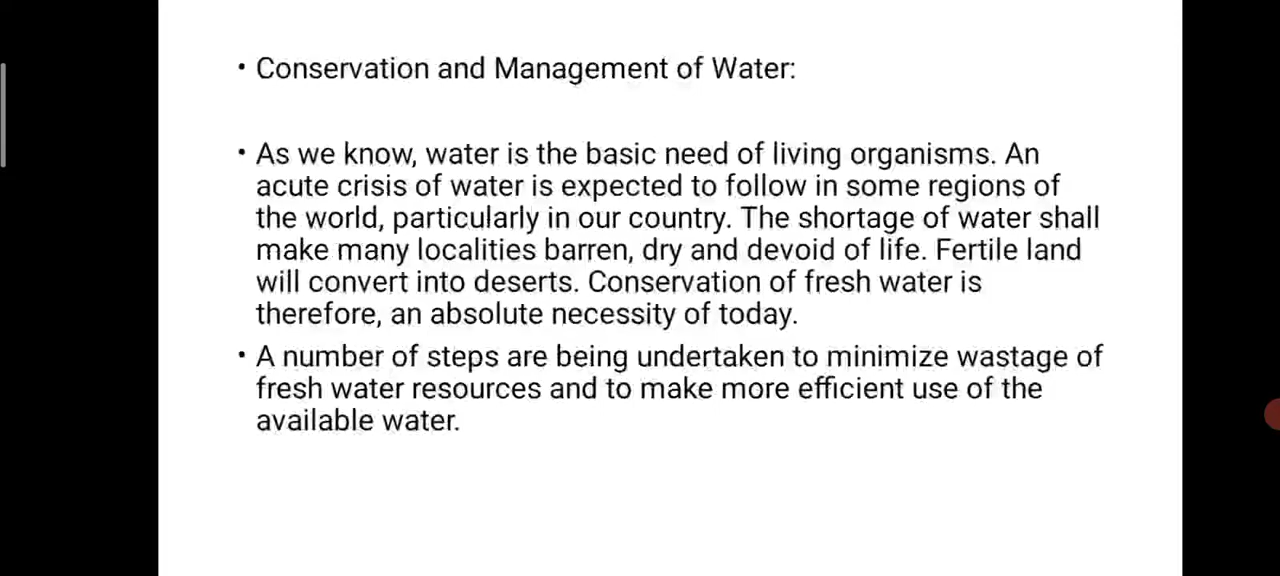 • Conservation and Management of Water:
• As we know, water is the basic need of living organisms. An
acute crisis of water is expected to follow in some regions of
the world, particularly in our country. The shortage of water shall
make many localities barren, dry and devoid of life. Fertile land
will convert into deserts. Conservation of fresh water is
therefore, an absolute necessity of today.
• A number of steps are being undertaken to minimize wastage of
fresh water resources and to make more efficient use of the
available water.